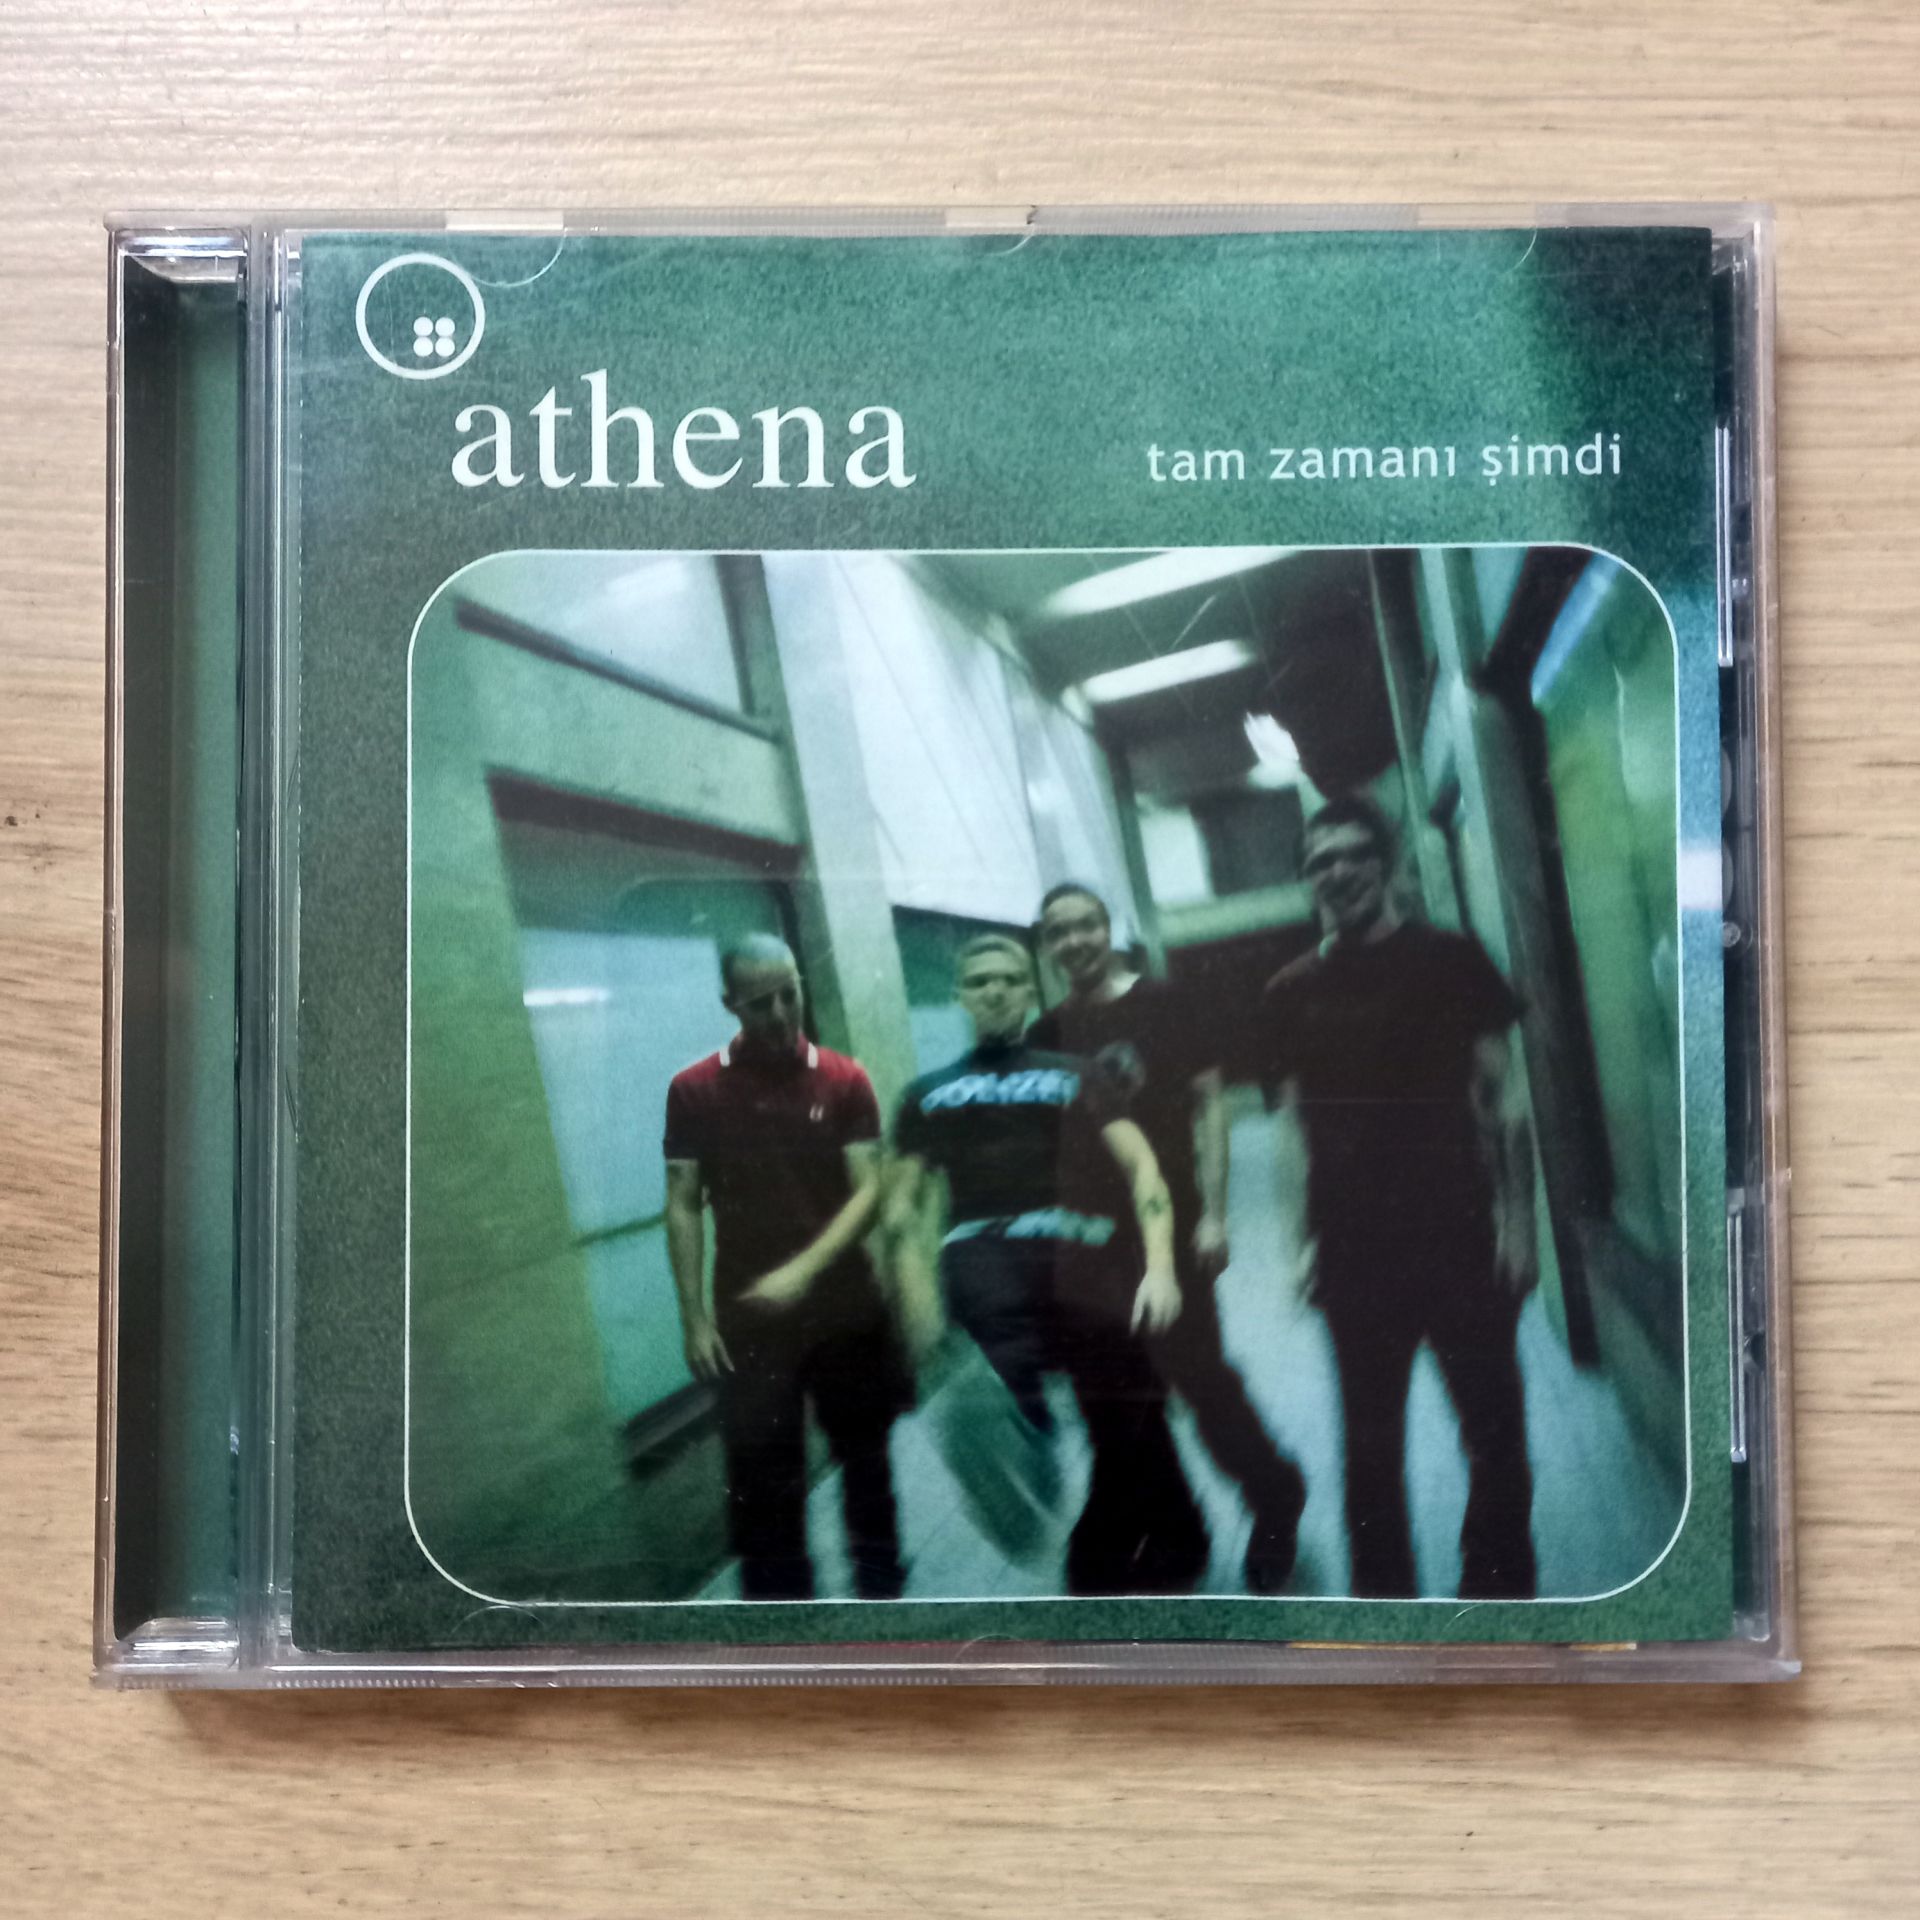 athena
tam zamanı şimdi